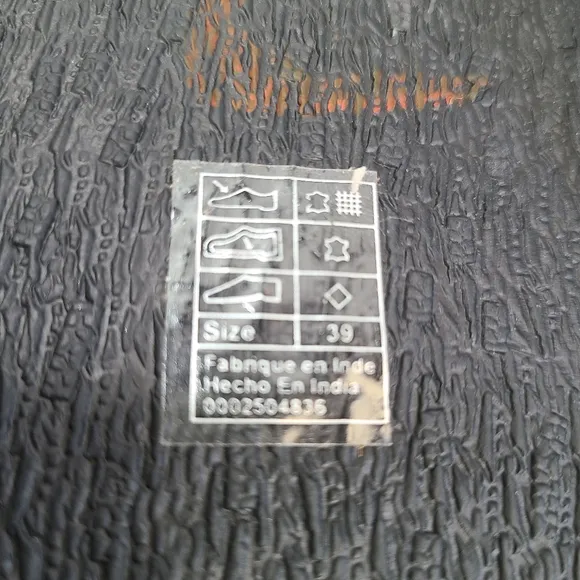 Size 39
Fabrique en Inde
Hecho En India
0002504836